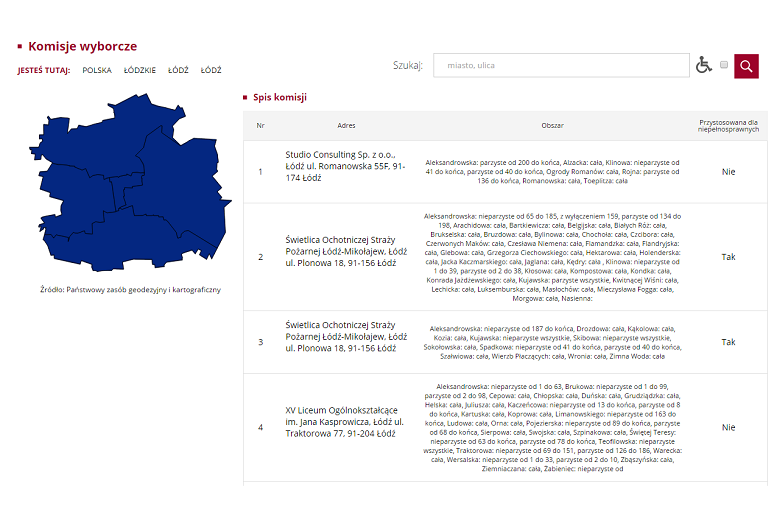 Komisje wyborcze
JESTEŚ TUTAJ: POLSKA ŁÓDZKIE ŁÓDŹ ŁÓDŹ
Szukaj: miasto, ulica
Źródło: Państwowy zasób geodezyjny i kartograficzny
Spis komisji
Nr Adres Obszar Przystosowana dla
niepełnosprawnych
1
Studio Consulting Sp. z o.o.,
Łódź ul. Romanowska 55F, 91-
174 Łódź
Aleksandrowska: parzyste od 200 do końca, Alzacka: cała, Klinowa: nieparzyste od
41 do końca, parzyste od 40 do końca, Ogrody Romanów: cała, Rojna: parzyste od
136 do końca, Romanowska: cała, Toeplitza: cała
Nie
2
Świetlica Ochotniczej Straży
Pożarnej Łódź-Mikołajew, Łódź
ul. Plonowa 18, 91-156 Łódź
Aleksandrowska: nieparzyste od 65 do 185, z wyłączeniem 159, parzyste od 134 do
198, Arachidowa: cała, Bartkiewicza: cała, Belgijska: cała, Białych Róż: cała,
Brukselska: cała, Bruzdowa: cała, Bylinowa: cała, Chochoła: cała, Czcibora: cała,
Czerwonych Maków: cała, Czesława Niemena: cała, Flamandzka: cała, Flandryjska:
cała, Glebowa: cała, Grzegorza Ciechowskiego: cała, Hektarowa: cała, Holenderska:
cała, Jacka Kaczmarskiego: cała, Jaglana: cała, Kędry: cała , Klinowa: nieparzyste od
1 do 39, parzyste od 2 do 38, Kłosowa: cała, Kompostowa: cała, Kondka: cała,
Konrada Jażdżewskiego: cała, Kujawska: parzyste wszystkie, Kwitnącej Wiśni: cała,
Lechicka: cała, Luksemburska: cała, Masłochów: cała, Mieczysława Fogga: cała,
Morgowa: cała, Nasienna:
Tak
3
Świetlica Ochotniczej Straży
Pożarnej Łódź-Mikołajew, Łódź
ul. Plonowa 18, 91-156 Łódź
Aleksandrowska: nieparzyste od 187 do końca, Drozdowa: cała, Kąkolowa: cała,
Kozia: cała, Kujawska: nieparzyste wszystkie, Skibowa: nieparzyste wszystkie,
Sokołowska: cała, Spadkowa: nieparzyste od 41 do końca, parzyste od 40 do końca,
Szałwiowa: cała, Wierzb Płaczących: cała, Wronia: cała, Zimna Woda: cała
Tak
4
XV Liceum Ogólnokształcące
im. Jana Kasprowicza, Łódź ul.
Traktorowa 77, 91-204 Łódź
Aleksandrowska: nieparzyste od 1 do 63, Brukowa: nieparzyste od 1 do 99,
parzyste od 2 do 98, Cepowa: cała, Chłopska: cała, Duńska: cała, Grudziądzka: cała,
Helska: cała, Juliusza: cała, Kaczeńcowa: nieparzyste od 13 do końca, parzyste od 8
do końca, Kartuska: cała, Koprowa: cała, Limanowskiego: nieparzyste od 163 do
końca, Ludowa: cała, Orna: cała, Pojezierska: nieparzyste od 89 do końca, parzyste
od 68 do końca, Sierpowa: cała, Swojska: cała, Szpinakowa: cała, Świętej Teresy:
nieparzyste od 63 do końca, parzyste od 78 do końca, Teofilowska: nieparzyste
wszystkie, Traktorowa: nieparzyste od 69 do 151, parzyste od 126 do 186, Warecka:
cała, Wersalska: nieparzyste od 1 do 33, parzyste od 2 do 10, Zbąszyńska: cała,
Ziemniaczana: cała, Żabieniec: nieparzyste od
Nie